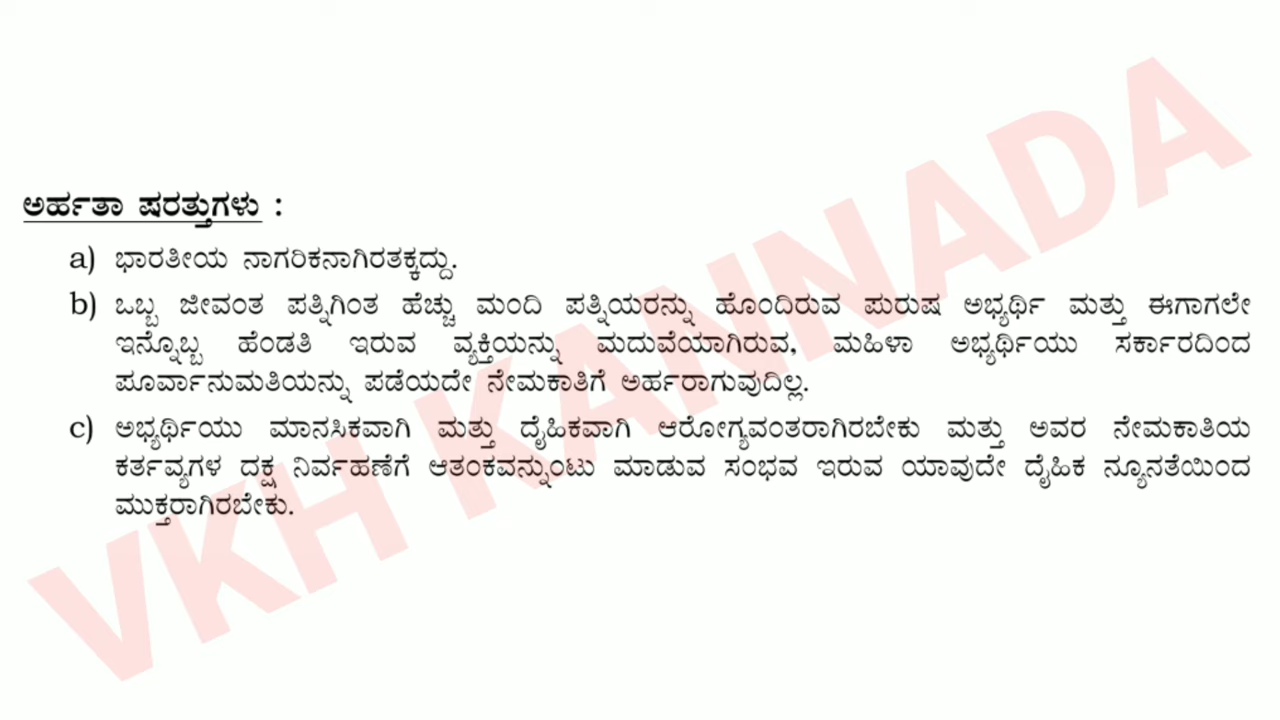 ಅರ್ಹತಾ ಷರತ್ತುಗಳು :
a) ಭಾರತೀಯ ನಾಗರಿಕನಾಗಿರತಕ್ಕದ್ದು.
b) ಒಬ್ಬ ಜೀವಂತ ಪತ್ನಿಗಿಂತ ಹೆಚ್ಚು ಮಂದಿ ಪತ್ನಿಯರನ್ನು ಹೊಂದಿರುವ ಪುರುಷ ಅಭ್ಯರ್ಥಿ ಮತ್ತು ಈಗಾಗಲೇ
ಇನ್ನೊಬ್ಬ ಹೆಂಡತಿ ಇರುವ ವ್ಯಕ್ತಿಯನ್ನು ಮದುವೆಯಾಗಿರುವ, ಮಹಿಳಾ ಅಭ್ಯರ್ಥಿಯು ಸರ್ಕಾರದಿಂದ
ಪೂರ್ವಾನುಮತಿಯನ್ನು ಪಡೆಯದೇ ನೇಮಕಾತಿಗೆ ಅರ್ಹರಾಗುವುದಿಲ್ಲ.
c) ಅಭ್ಯರ್ಥಿಯು ಮಾನಸಿಕವಾಗಿ ಮತ್ತು ದೈಹಿಕವಾಗಿ ಆರೋಗ್ಯವಂತರಾಗಿರಬೇಕು ಮತ್ತು ಅವರ ನೇಮಕಾತಿಯ
ಕರ್ತವ್ಯಗಳ ದಕ್ಷ ನಿರ್ವಹಣೆಗೆ ಆತಂಕವನ್ನುಂಟು ಮಾಡುವ ಸಂಭವ ಇರುವ ಯಾವುದೇ ದೈಹಿಕ ನ್ಯೂನತೆಯಿಂದ
ಮುಕ್ತರಾಗಿರಬೇಕು.
VKH KANNADA